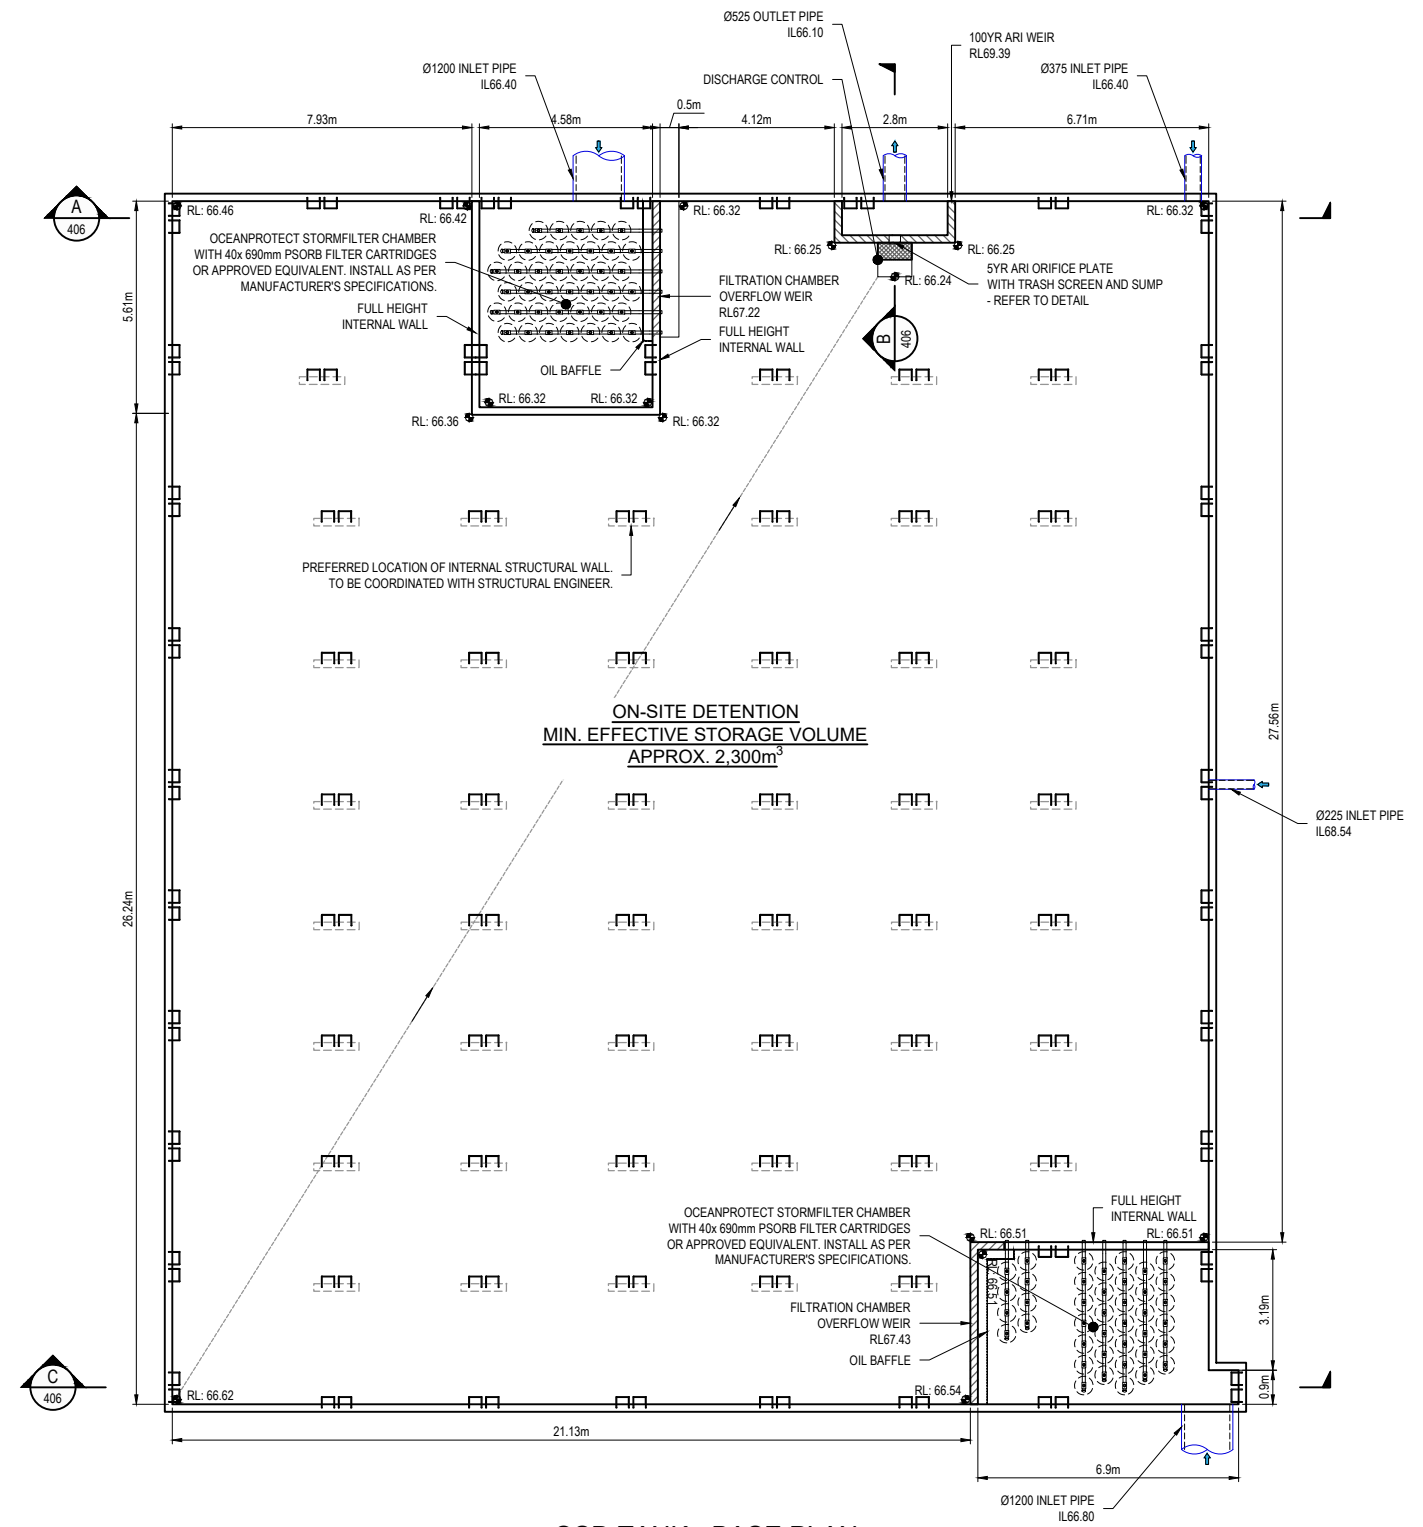 Ø525 OUTLET PIPE
IL66.10
100YR ARI WEIR
RL69.39
Ø1200 INLET PIPE
IL66.40
DISCHARGE CONTROL
Ø375 INLET PIPE
IL66.40
0.5m
7.93m
4.58m
4.12m
2.8m
6.71m
A
406
RL: 66.46
RL: 66.42
RL: 66.32
RL: 66.32
OCEANPROTECT STORMFILTER CHAMBER
WITH 40x 690mm PSORB FILTER CARTRIDGES
OR APPROVED EQUIVALENT. INSTALL AS PER
MANUFACTURER'S SPECIFICATIONS.
FULL HEIGHT
INTERNAL WALL
RL: 66.25
RL: 66.25
5YR ARI ORIFICE PLATE
WITH TRASH SCREEN AND SUMP
- REFER TO DETAIL
RL: 66.24
FILTRATION CHAMBER
OVERFLOW WEIR
RL67.22
FULL HEIGHT
INTERNAL WALL
B
406
5.61m
OIL BAFFLE
RL: 66.32
RL: 66.32
RL: 66.36
RL: 66.32
PREFERRED LOCATION OF INTERNAL STRUCTURAL WALL.
TO BE COORDINATED WITH STRUCTURAL ENGINEER.
ON-SITE DETENTION
MIN. EFFECTIVE STORAGE VOLUME
APPROX. 2,300m³
27.56m
Ø225 INLET PIPE
IL68.54
26.24m
OCEANPROTECT STORMFILTER CHAMBER
WITH 40x 690mm PSORB FILTER CARTRIDGES
OR APPROVED EQUIVALENT. INSTALL AS PER
MANUFACTURER'S SPECIFICATIONS.
FULL HEIGHT
INTERNAL WALL
RL: 66.51
RL: 66.51
RL: 66.51
FILTRATION CHAMBER
OVERFLOW WEIR
RL67.43
OIL BAFFLE
3.19m
0.9m
C
406
RL: 66.62
RL: 66.54
21.13m
6.9m
Ø1200 INLET PIPE
IL66.80